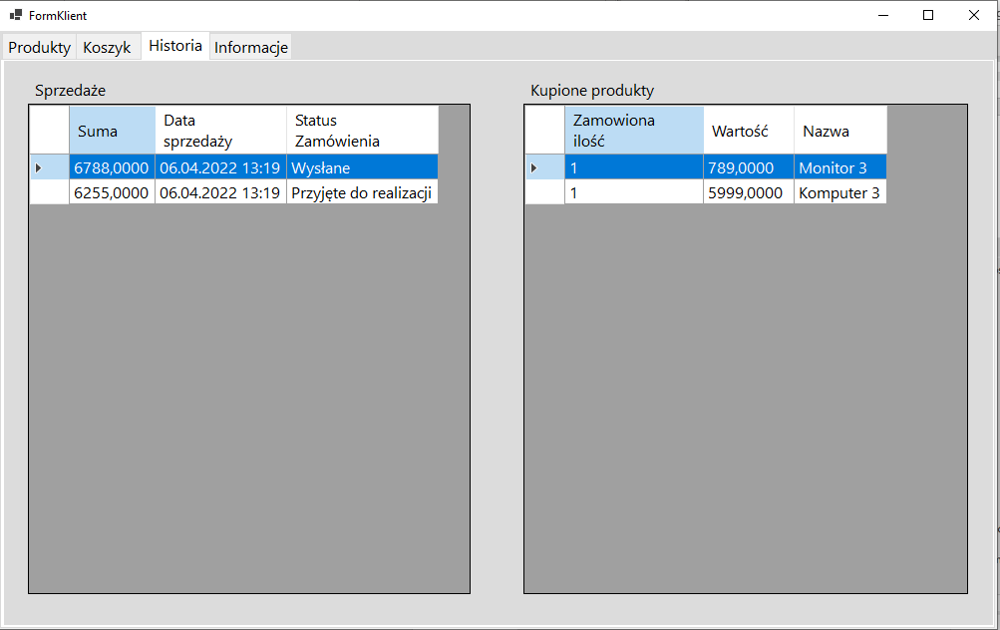 FormKlient
Produkty Koszyk Historia Informacje
Sprzedaże
Suma Data sprzedaży Status Zamówienia
6788,0000 06.04.2022 13:19 Wysłane
6255,0000 06.04.2022 13:19 Przyjęte do realizacji
Kupione produkty
Zamowiona ilość Wartość Nazwa
1 789,0000 Monitor 3
1 5999,0000 Komputer 3